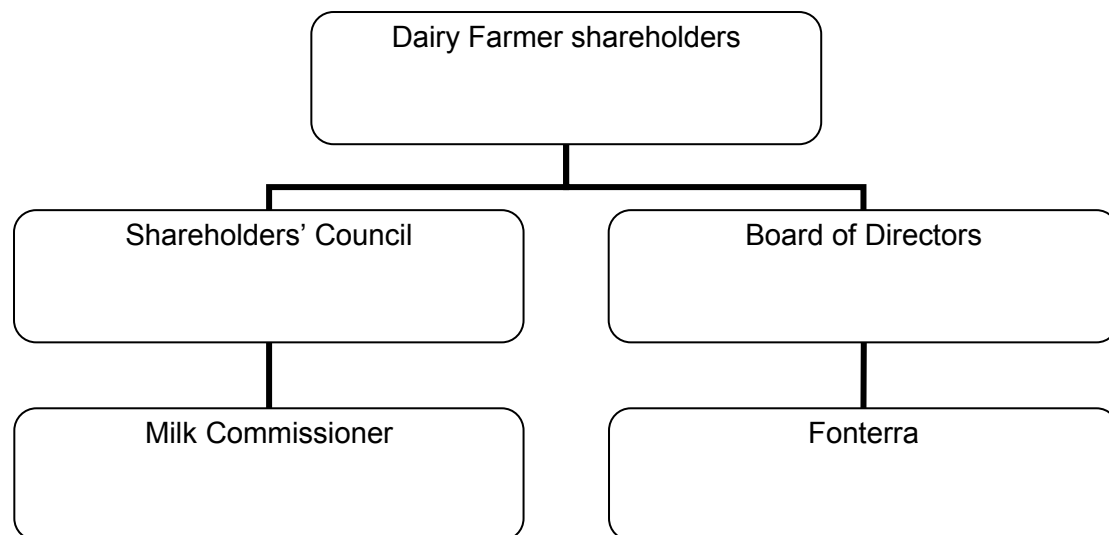 Dairy Farmer shareholders
Shareholders’ Council
Board of Directors
Milk Commissioner
Fonterra